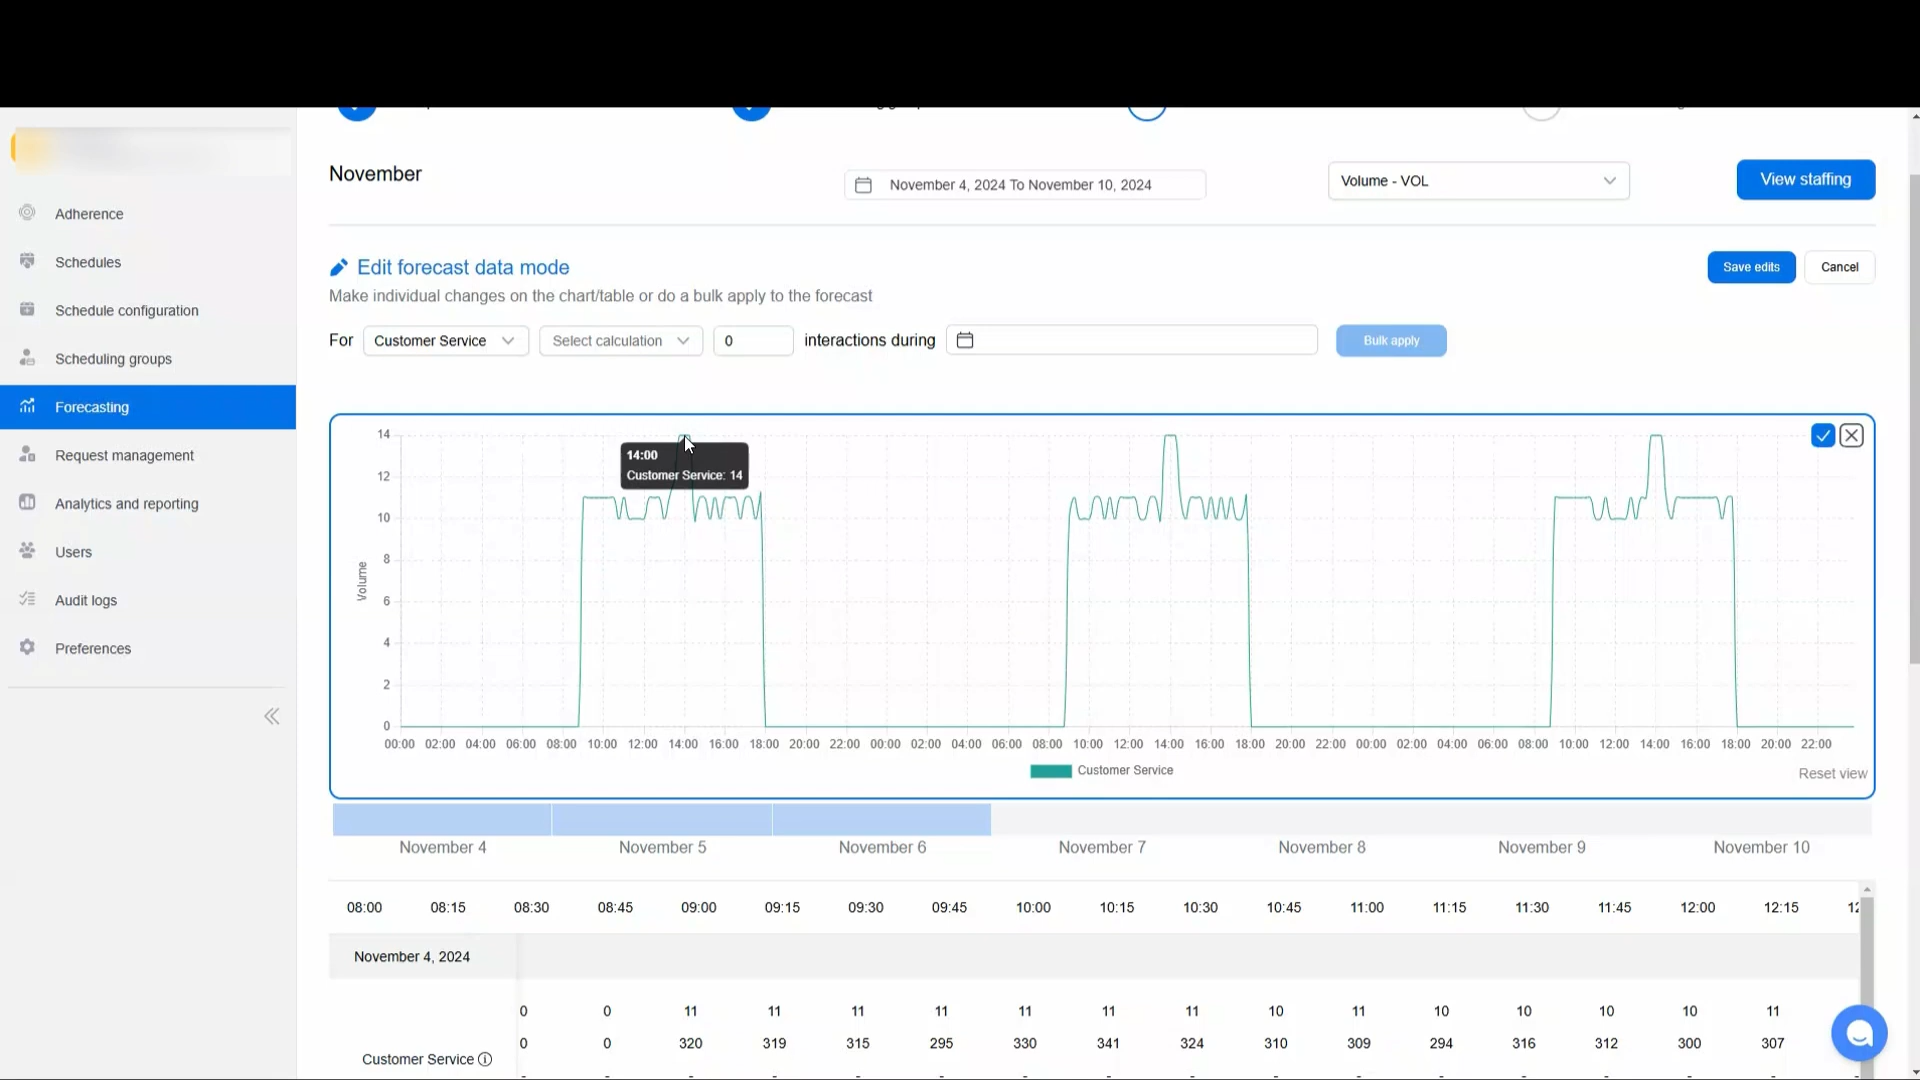 November
November 4, 2024 To November 10, 2024
Volume - VOL
View staffing
Adherence
Schedules
Schedule configuration
Scheduling groups
Forecasting
Request management
Analytics and reporting
Users
Audit logs
Preferences
Edit forecast data mode
Save edits
Cancel
Make individual changes on the chart/table or do a bulk apply to the forecast
For Customer Service Select calculation 0 interactions during Bulk apply
14
12
10
8
6
4
2
0
Volume
14:00
Customer Service: 14
00:00 02:00 04:00 06:00 08:00 10:00 12:00 14:00 16:00 18:00 20:00 22:00 00:00 02:00 04:00 06:00 08:00 10:00 12:00 14:00 16:00 18:00 20:00 22:00 00:00 02:00 04:00 06:00 08:00 10:00 12:00 14:00 16:00 18:00 20:00 22:00
Customer Service
Reset view
November 4 November 5 November 6 November 7 November 8 November 9 November 10
08:00 08:15 08:30 08:45 09:00 09:15 09:30 09:45 10:00 10:15 10:30 10:45 11:00 11:15 11:30 11:45 12:00 12:15
November 4, 2024
0 0 11 11 11 11 11 11 11 10 11 10 10 10 10 11
0 0 320 319 315 295 330 341 324 310 309 294 316 312 300 307
Customer Service